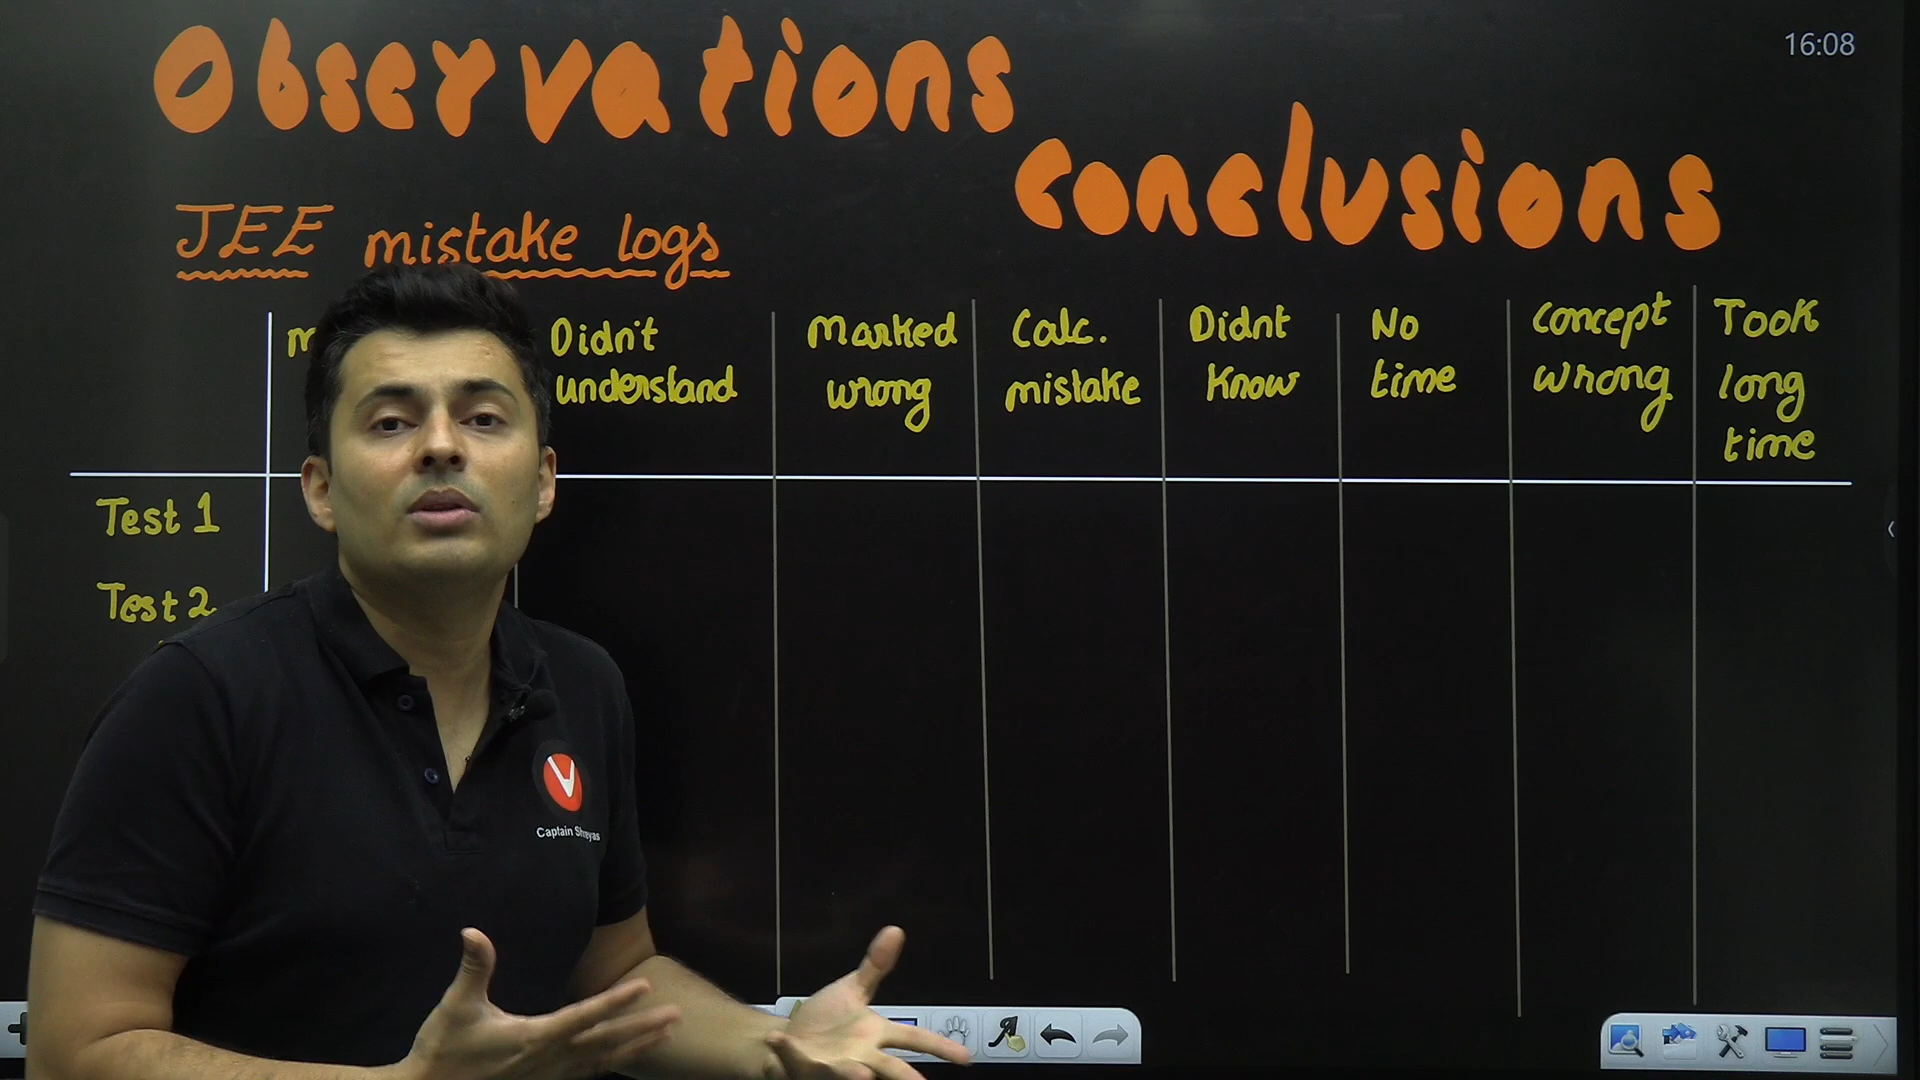 16:08
Observations
Conclusions
JEE mistake logs
Didn't understand
Marked wrong
Calc. mistake
Didnt Know
No time
Concept wrong
Took long time
Test 1
Test 2
V
Captain Shreyas